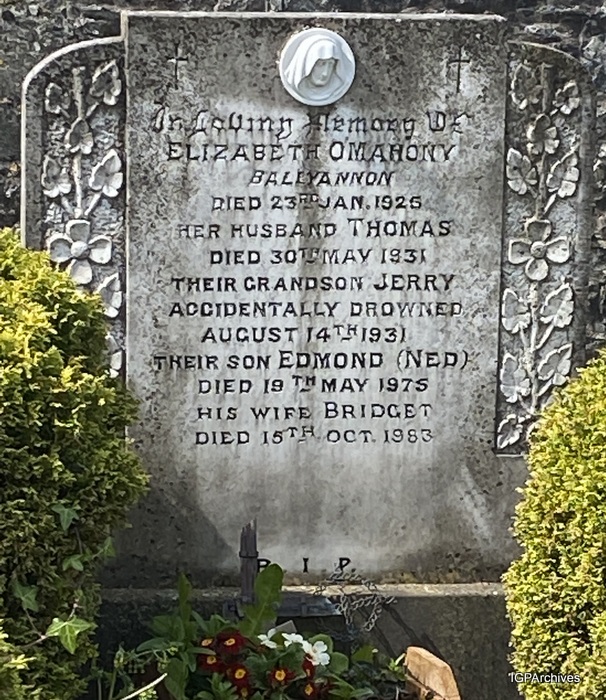 In Loving Memory Of
ELIZABETH OMAHONY
BALLYANNON
DIED 23RD JAN. 1925
HER HUSBAND THOMAS
DIED 30TH MAY 1931
THEIR GRANDSON JERRY
ACCIDENTALLY DROWNED
AUGUST 14TH 1931
THEIR SON EDMOND (NED)
DIED 19TH MAY 1975
HIS WIFE BRIDGET
DIED 15TH OCT. 1983
R I P
IGPArchives